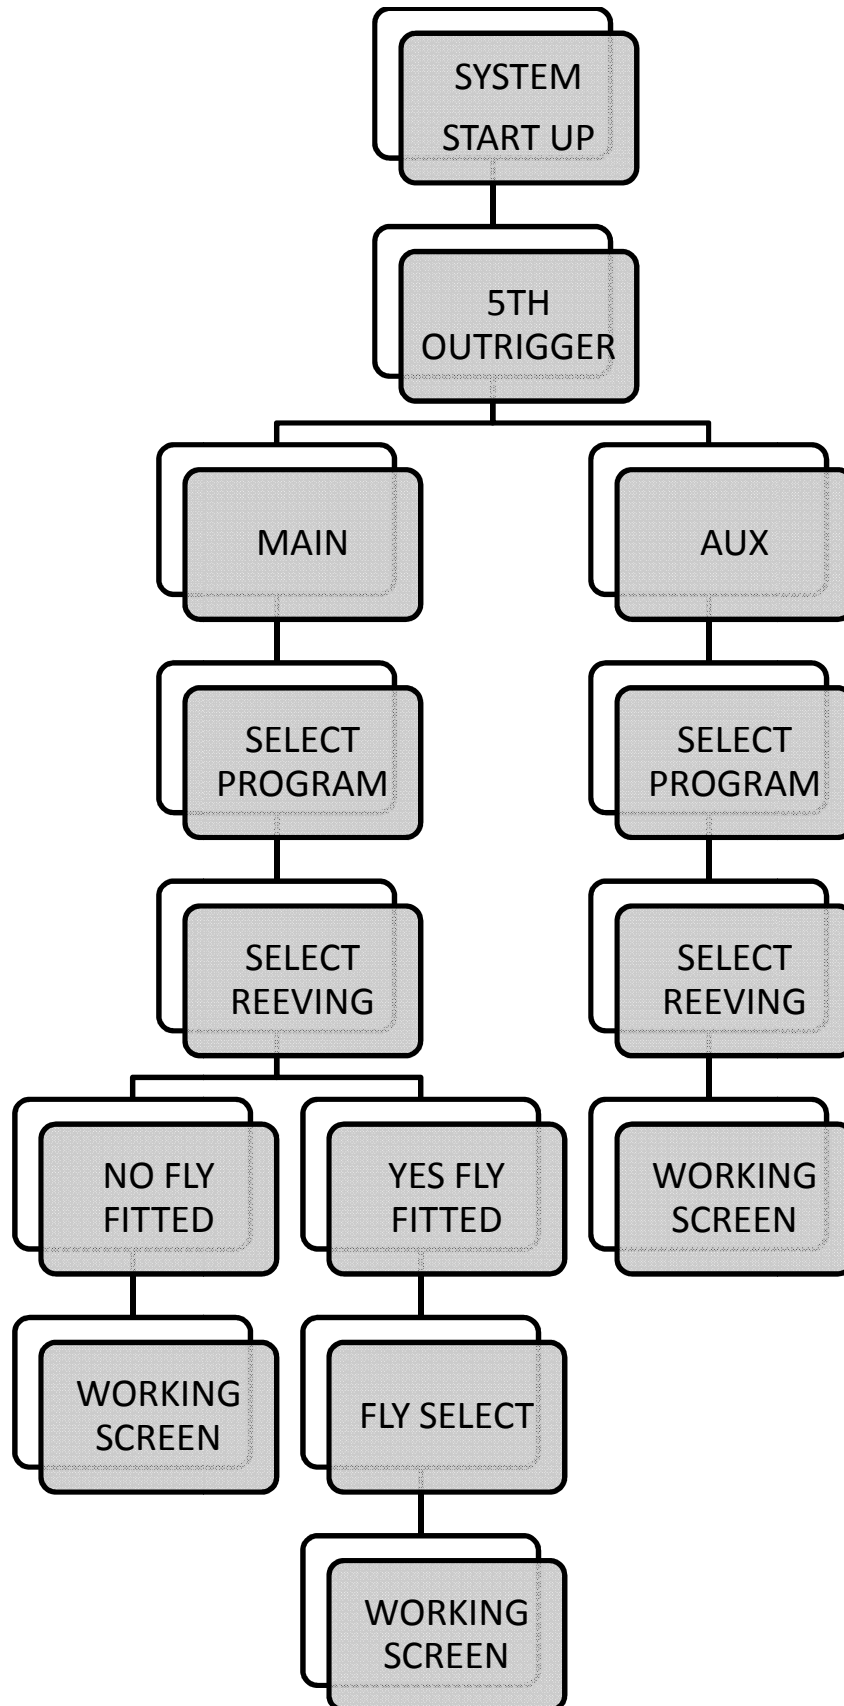 SYSTEM
START UP
5TH
OUTRIGGER
MAIN
AUX
SELECT
PROGRAM
SELECT
PROGRAM
SELECT
REEVING
SELECT
REEVING
NO FLY
FITTED
YES FLY
FITTED
WORKING
SCREEN
WORKING
SCREEN
FLY SELECT
WORKING
SCREEN